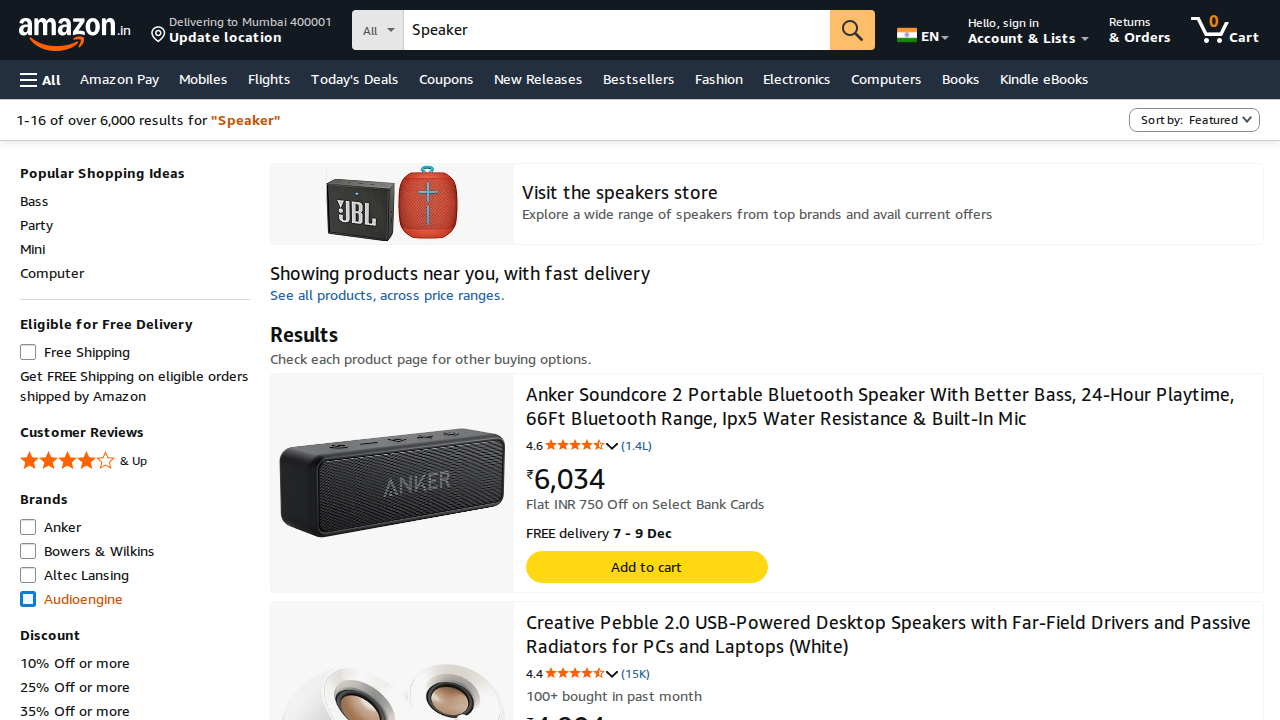 amazon.in
Delivering to Mumbai 400001
Update location
All
Speaker
EN
Hello, sign in
Account & Lists
Returns
& Orders
0
Cart
All
Amazon Pay
Mobiles
Flights
Today's Deals
Coupons
New Releases
Bestsellers
Fashion
Electronics
Computers
Books
Kindle eBooks
1-16 of over 6,000 results for "Speaker"
Sort by: Featured
Popular Shopping Ideas
Bass
Party
Mini
Computer
Eligible for Free Delivery
Free Shipping
Get FREE Shipping on eligible orders
shipped by Amazon
Customer Reviews
& Up
Brands
Anker
Bowers & Wilkins
Altec Lansing
Audioengine
Discount
10% Off or more
25% Off or more
35% Off or more
JBL
Visit the speakers store
Explore a wide range of speakers from top brands and avail current offers
Showing products near you, with fast delivery
See all products, across price ranges.
Results
Check each product page for other buying options.
ANKER
Anker Soundcore 2 Portable Bluetooth Speaker With Better Bass, 24-Hour Playtime,
66Ft Bluetooth Range, Ipx5 Water Resistance & Built-In Mic
4.6 (1.4L)
₹6,034
Flat INR 750 Off on Select Bank Cards
FREE delivery 7 - 9 Dec
Add to cart
Creative Pebble 2.0 USB-Powered Desktop Speakers with Far-Field Drivers and Passive
Radiators for PCs and Laptops (White)
4.4 (15K)
100+ bought in past month